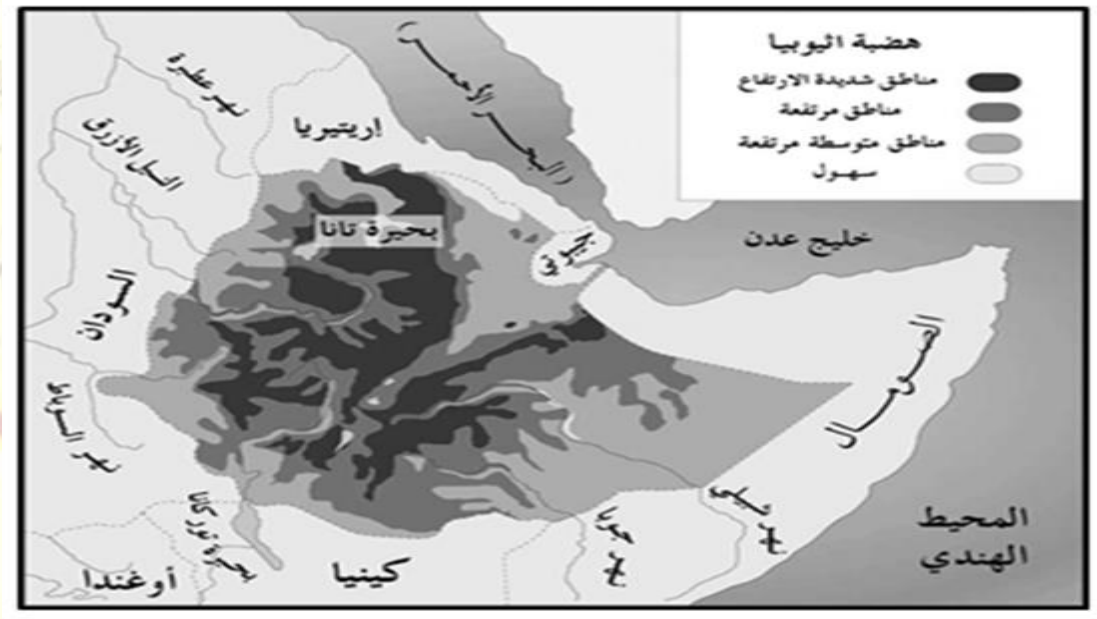 هضبة اثيوبيا
مناطق شديدة الارتفاع
مناطق مرتفعة
مناطق متوسطة مرتفعة
سهول
البحر الأحمر
نهر عطبرة
إريتيريا
النيل الأزرق
بحيرة تانا
جيبوتي
خليج عدن
السودان
الصومال
نهر السوباط
نهر شبيلي
المحيط
الهندي
بحيرة توركانا
نهر جوبا
كينيا
أوغندا